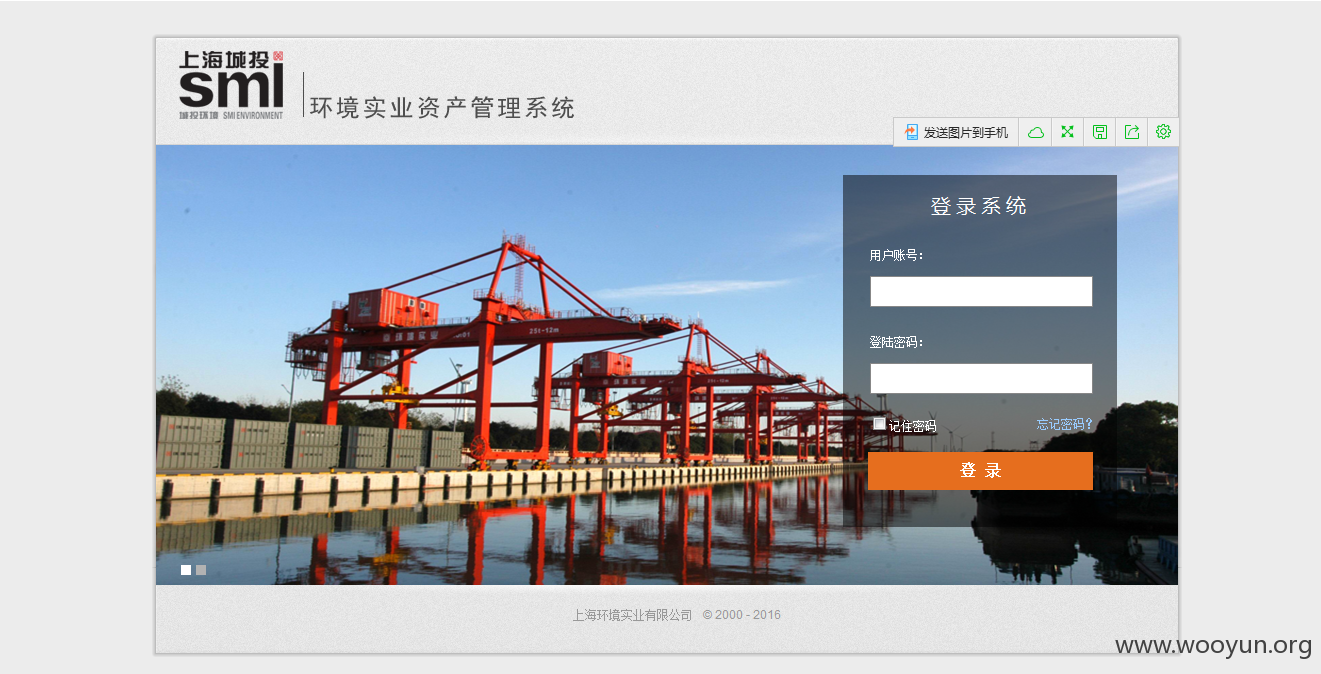 上海城投
smi
城投环境 SMI ENVIRONMENT
环境实业资产管理系统
发送图片到手机
登录系统
用户账号：
登陆密码：
记住密码
忘记密码?
登 录
25t-12m
上海环境实业有限公司 © 2000 - 2016
www.wooyun.org